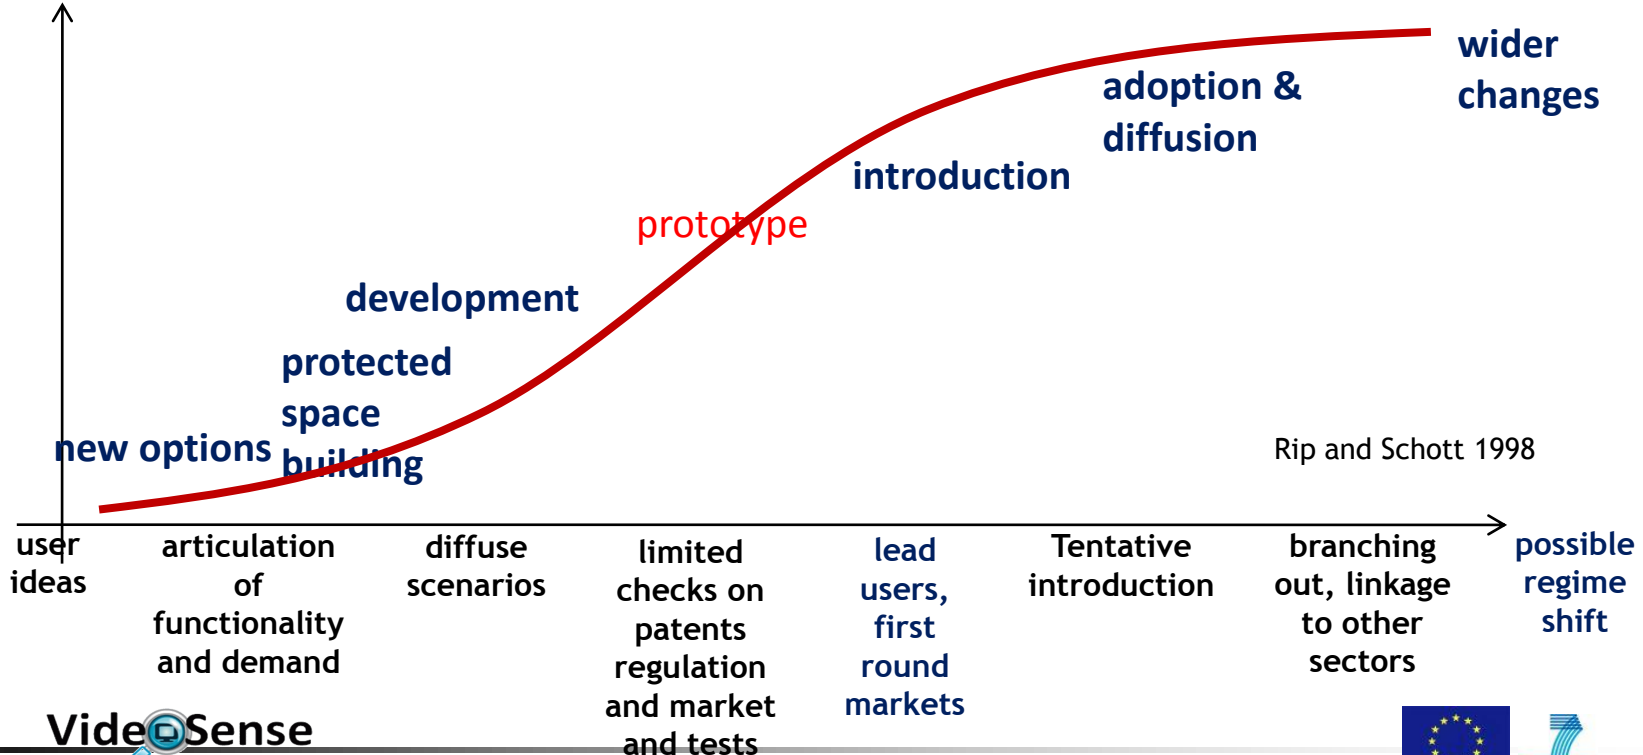 wider
changes
adoption &
diffusion
introduction
prototype
development
protected
space
building
new options
Rip and Schott 1998
user
ideas
articulation
of
functionality
and demand
diffuse
scenarios
limited
checks on
patents
regulation
and market
and tests
lead
users,
first
round
markets
Tentative
introduction
branching
out, linkage
to other
sectors
possible
regime
shift
VideoSense